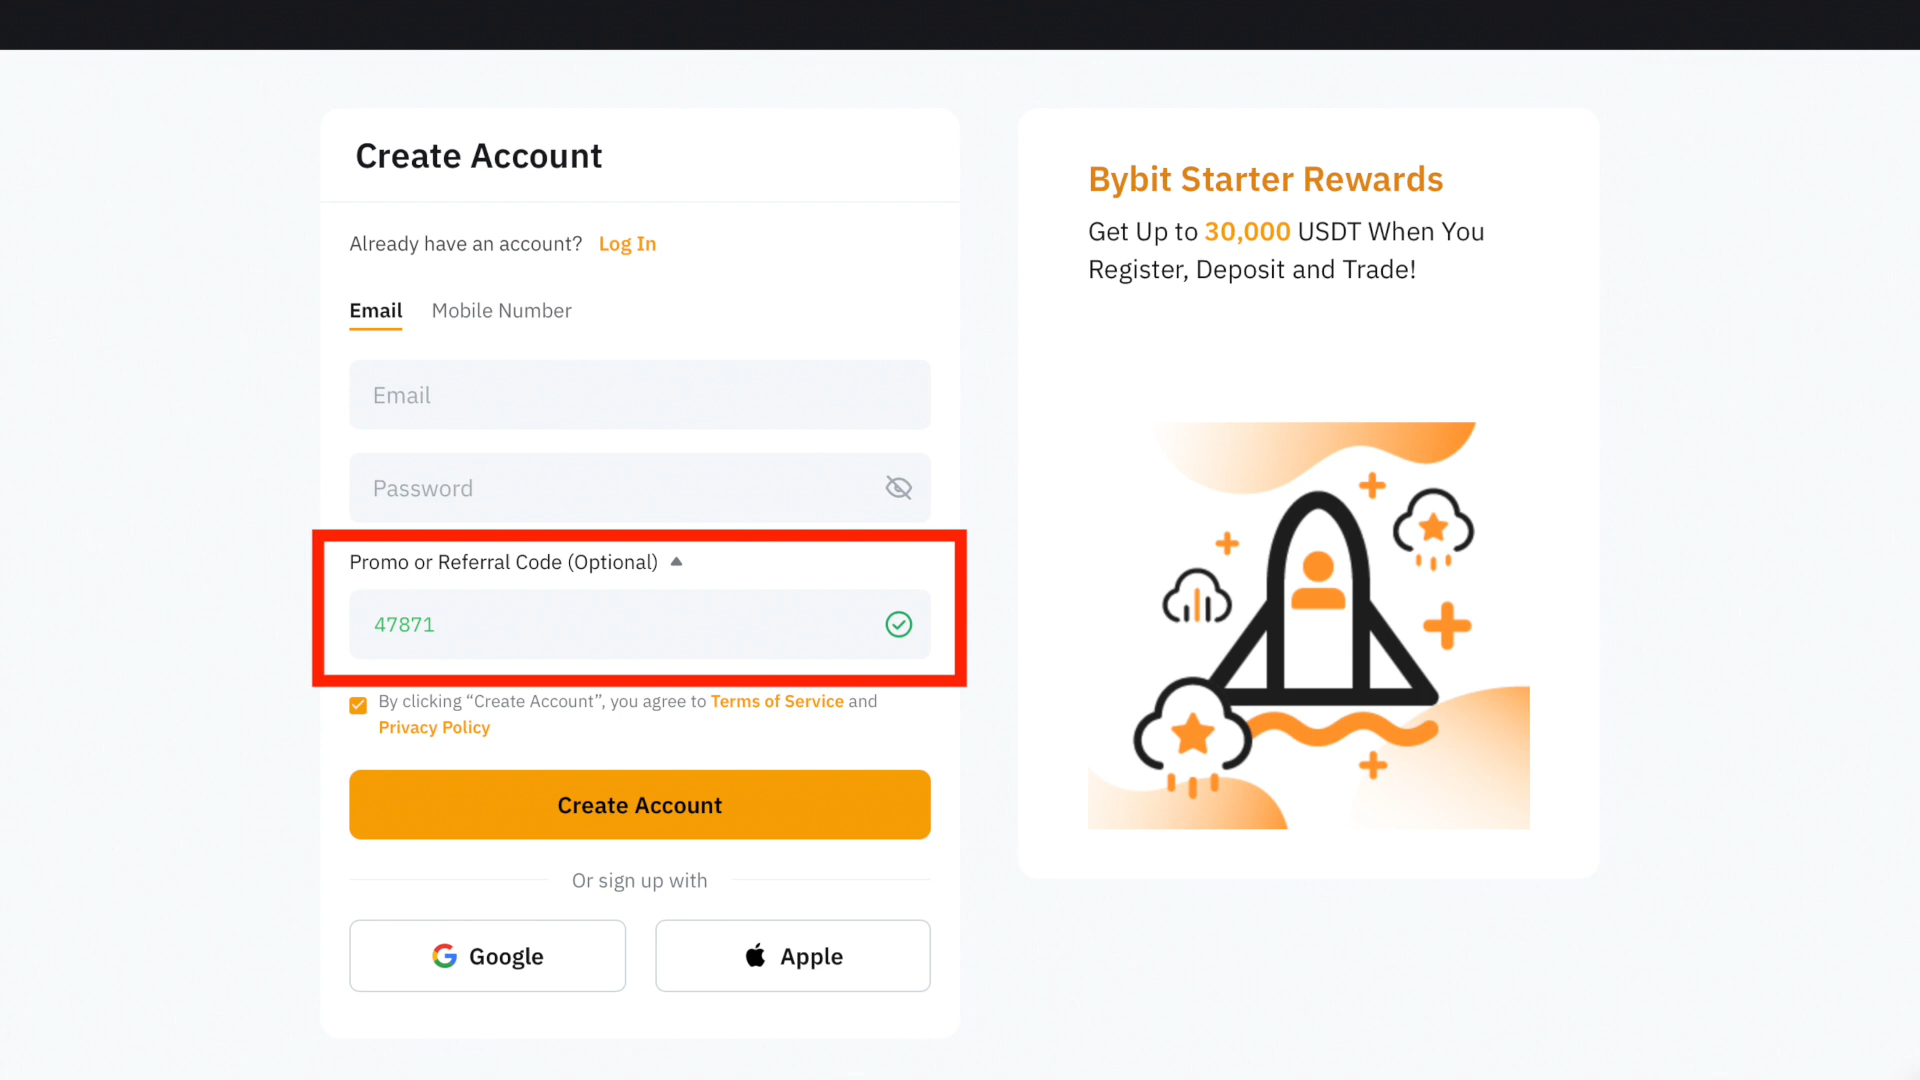 Create Account
Already have an account? Log In
Email Mobile Number
Email
Password
Promo or Referral Code (Optional)
47871
By clicking “Create Account”, you agree to Terms of Service and
Privacy Policy
Create Account
Or sign up with
Google
Apple
Bybit Starter Rewards
Get Up to 30,000 USDT When You
Register, Deposit and Trade!